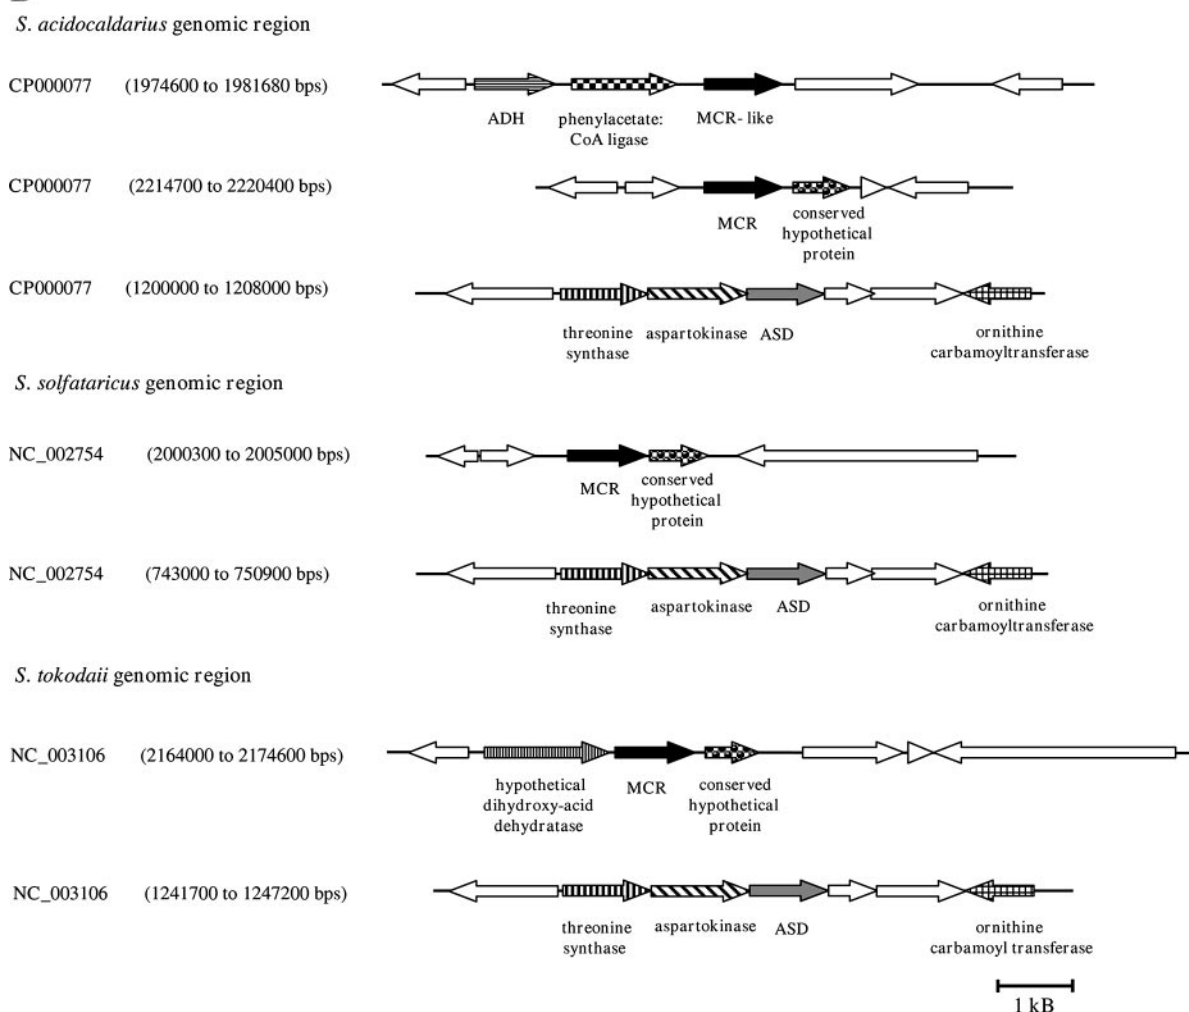 S. acidocaldarius genomic region
CP000077 (1974600 to 1981680 bps)
ADH phenylacetate: MCR- like
CoA ligase
CP000077 (2214700 to 2220400 bps)
MCR conserved
hypothetical
protein
CP000077 (1200000 to 1208000 bps)
threonine aspartokinase ASD ornithine
synthase carbamoyltransferase
S. solfataricus genomic region
NC_002754 (2000300 to 2005000 bps)
MCR conserved
hypothetical
protein
NC_002754 (743000 to 750900 bps)
threonine aspartokinase ASD ornithine
synthase carbamoyltransferase
S. tokodaii genomic region
NC_003106 (2164000 to 2174600 bps)
hypothetical MCR conserved
dihydroxy-acid hypothetical
dehydratase protein
NC_003106 (1241700 to 1247200 bps)
threonine aspartokinase ASD ornithine
synthase carbamoyl transferase
1 kB